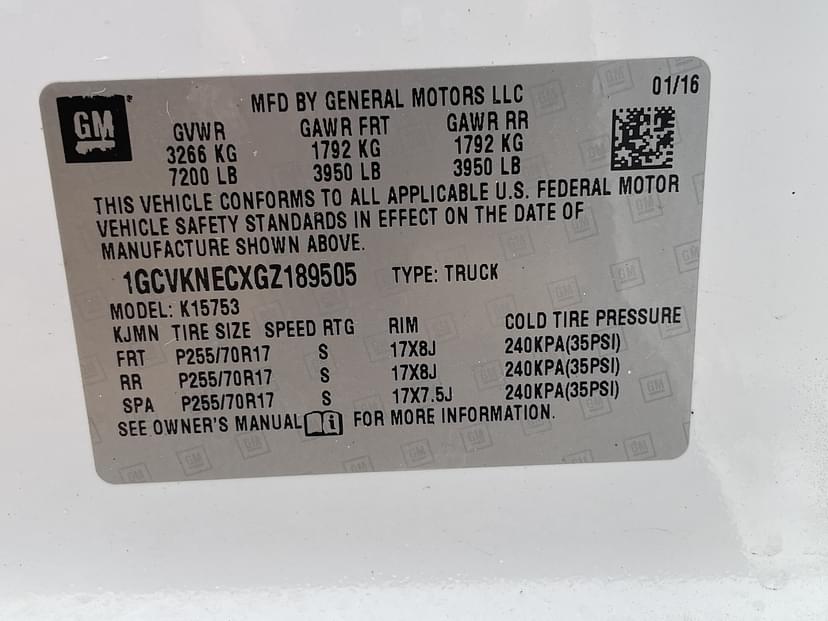 GM
MFD BY GENERAL MOTORS LLC
01/16
GVWR GAWR FRT GAWR RR
3266 KG 1792 KG 1792 KG
7200 LB 3950 LB 3950 LB
THIS VEHICLE CONFORMS TO ALL APPLICABLE U.S. FEDERAL MOTOR
VEHICLE SAFETY STANDARDS IN EFFECT ON THE DATE OF
MANUFACTURE SHOWN ABOVE.
1GCVKNECXGZ189505 TYPE: TRUCK
MODEL: K15753
KJMN TIRE SIZE SPEED RTG RIM COLD TIRE PRESSURE
FRT P255/70R17 S 17X8J 240KPA(35PSI)
RR P255/70R17 S 17X8J 240KPA(35PSI)
SPA P255/70R17 S 17X7.5J 240KPA(35PSI)
SEE OWNER'S MANUAL i FOR MORE INFORMATION.